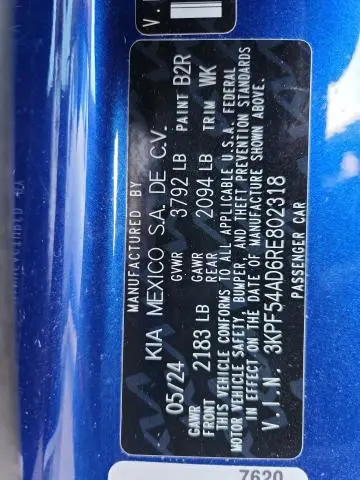 MANUFACTURED BY
KIA MEXICO S.A. DE C.V.
05/24 GVWR 3792 LB PAINT B2R
GAWR FRONT 2183 LB GAWR REAR 2094 LB TRIM WK
THIS VEHICLE CONFORMS TO ALL APPLICABLE U.S.A. FEDERAL
MOTOR VEHICLE SAFETY, BUMPER, AND THEFT PREVENTION STANDARDS
IN EFFECT ON THE DATE OF MANUFACTURE SHOWN ABOVE.
V.I.N. 3KPF54AD6RE802318
PASSENGER CAR
7620